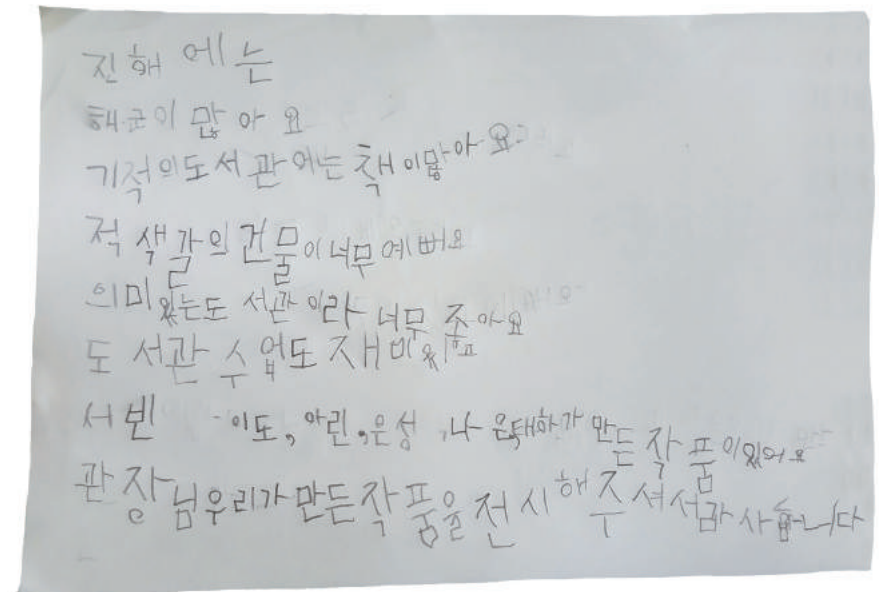 진해에는
해군이 많아요
기적의도서관에는 책이많아요.
적색갈의 건물이너무예뻐요
의미있는도서관이라 너무 좋아요
도서관 수업도 재미있고
서빈 이도, 아린, 은성, 나 윤태하가 만든 작품이있어요
관장님우리가만든작품을전시해주셔서감사합니다